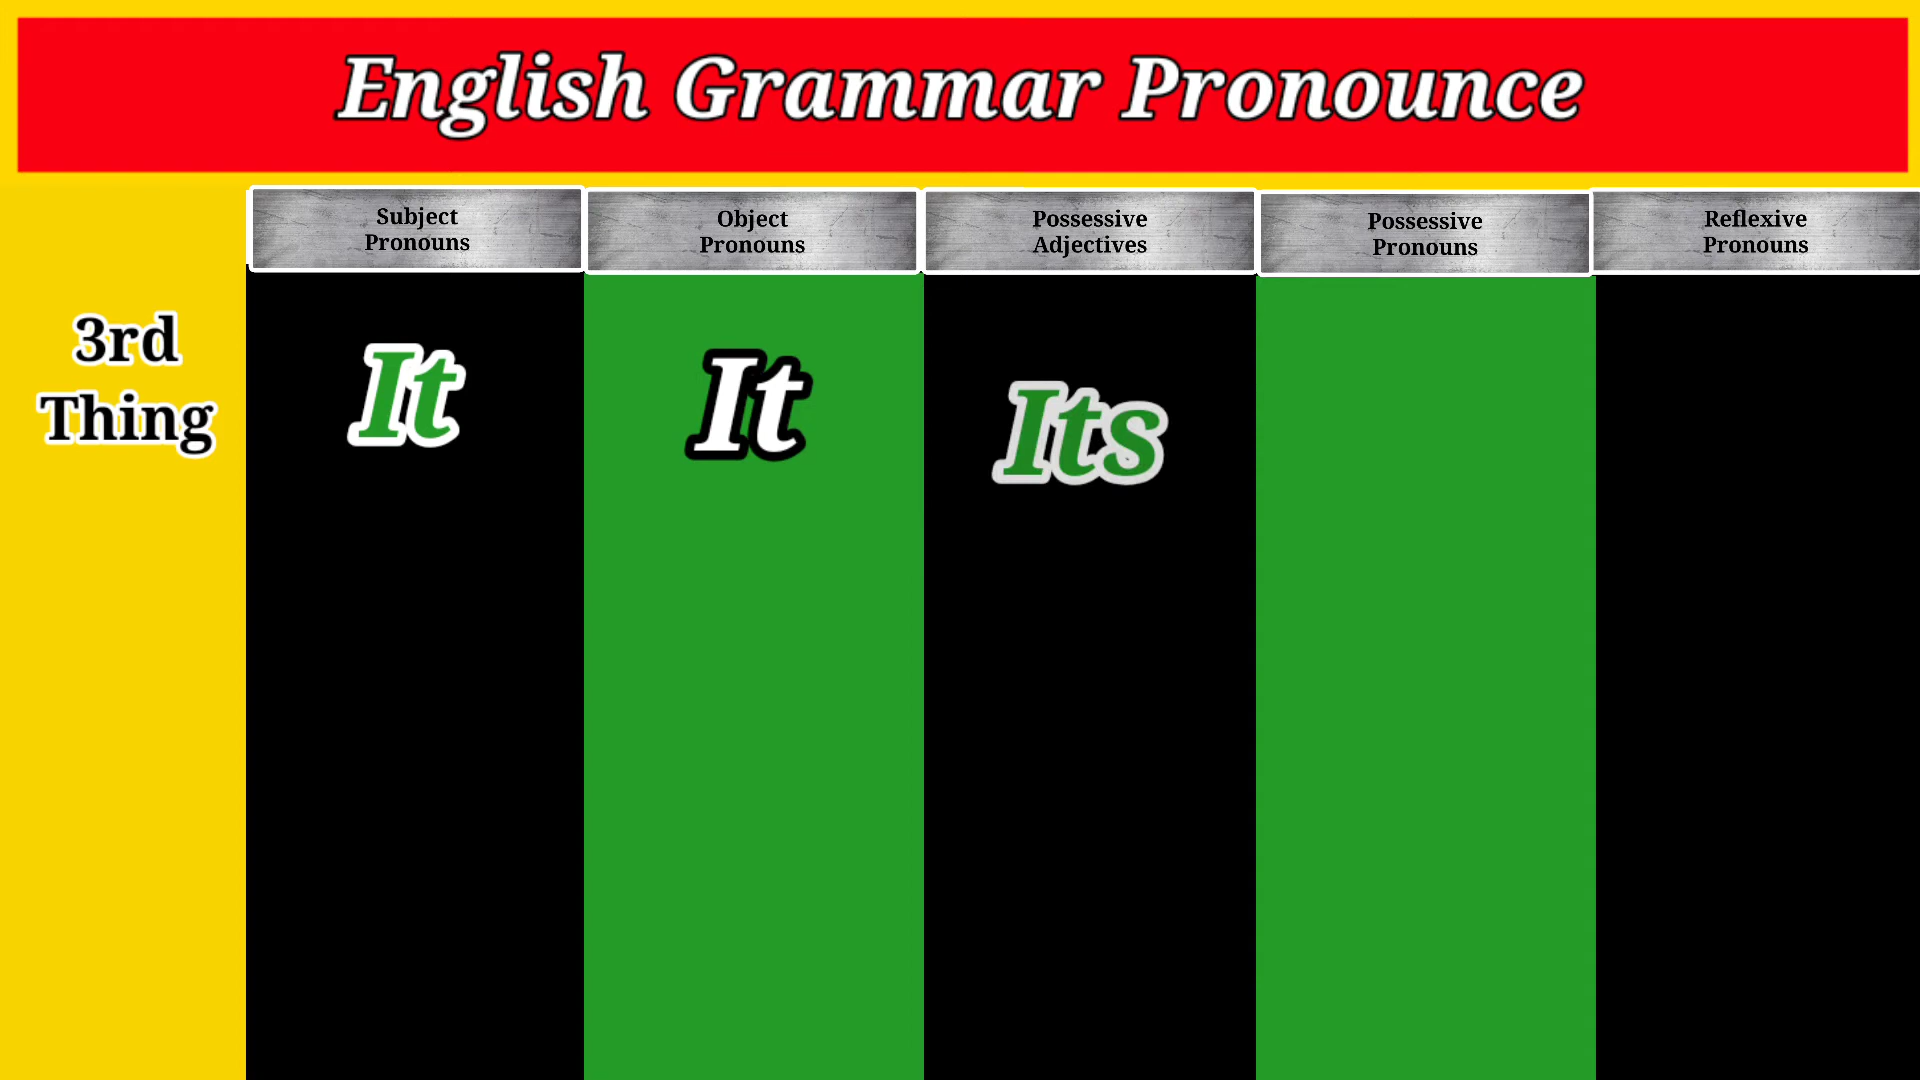 English Grammar Pronounce
Subject
Pronouns
Object
Pronouns
Possessive
Adjectives
Possessive
Pronouns
Reflexive
Pronouns
3rd
Thing
It
It
Its